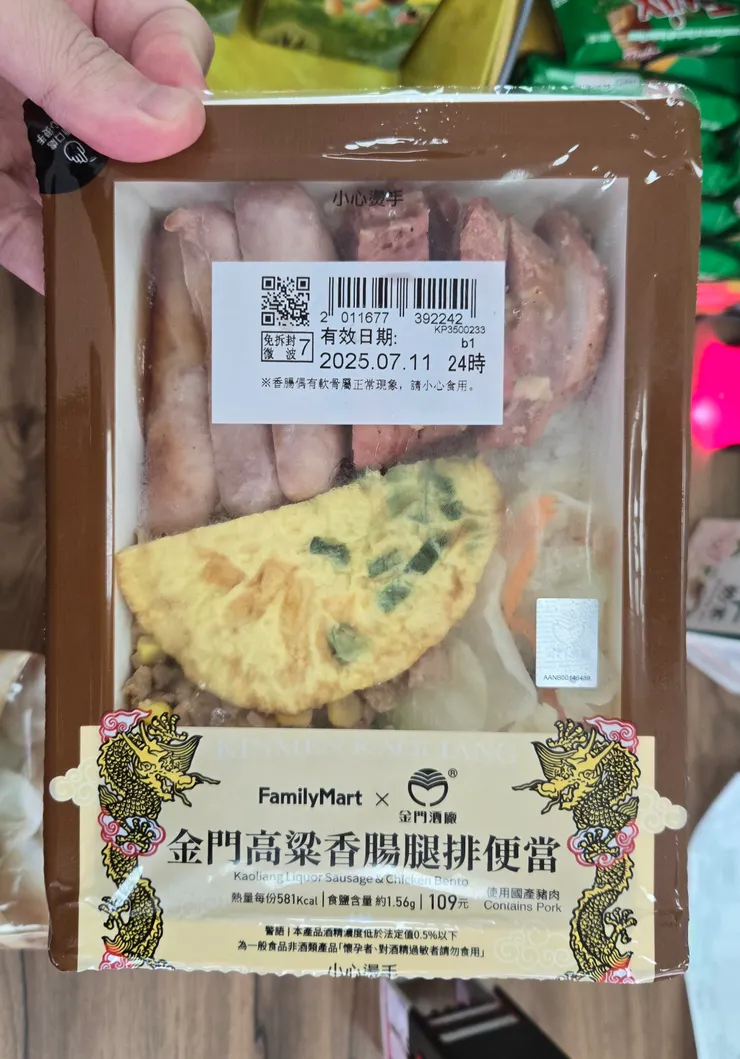 小心燙手
2 011677 392242
KP3500233
免拆封
微波 7
有效日期:
b1
2025.07.11 24時
※香腸偶有軟骨屬正常現象，請小心食用。
AANB00146439
KINMEN KAOLIANG
FamilyMart × 金門酒廠®
金門高粱香腸腿排便當
Kaoliang Liquor Sausage & Chicken Bento
熱量每份581Kcal | 食鹽含量 約1.56g | 109元
使用國產豬肉
Contains Pork
警語 | 本產品酒精濃度低於法定值0.5%以下
為一般食品非酒類產品「懷孕者、對酒精過敏者請勿食用」
小心燙手